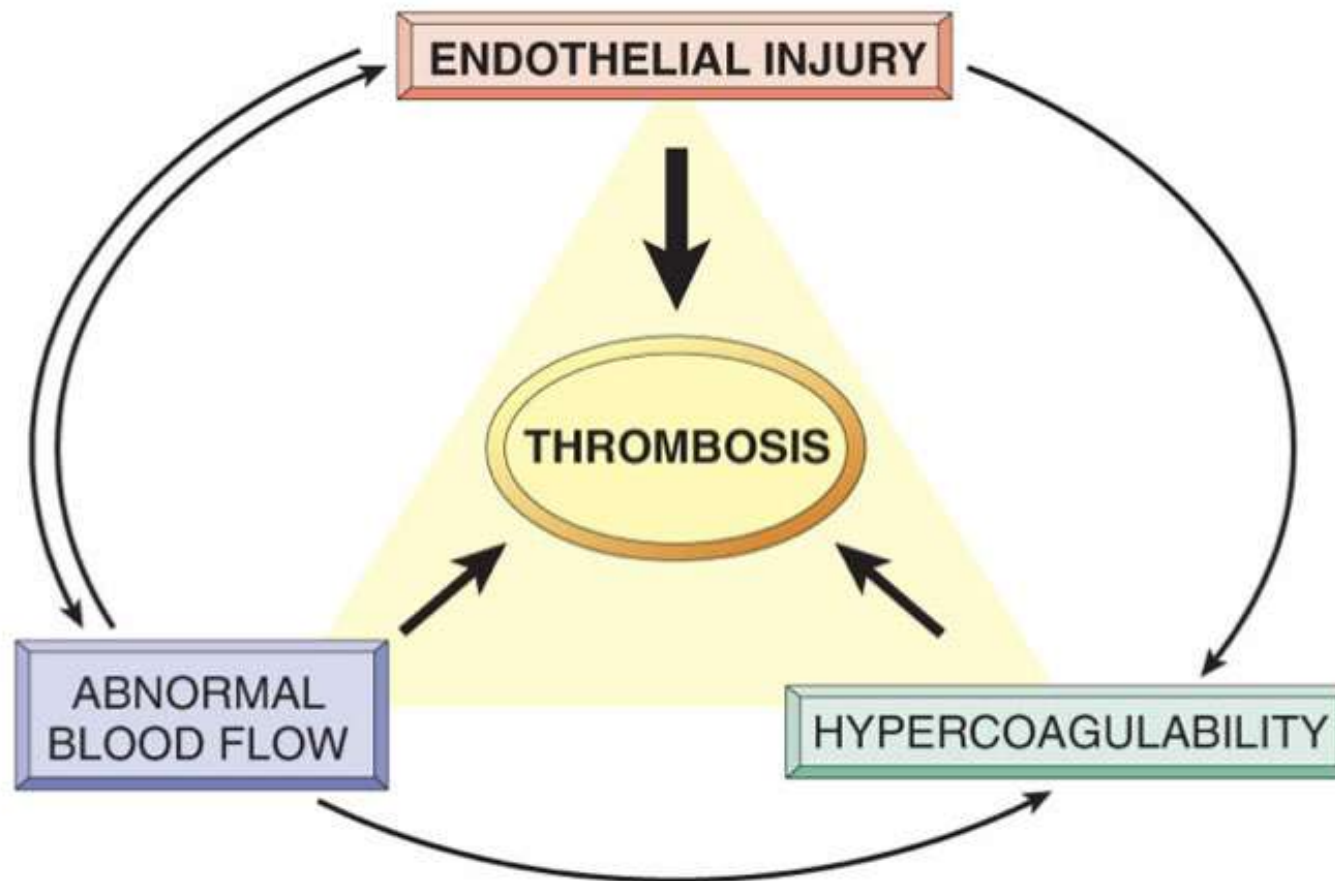 ENDOTHELIAL INJURY
THROMBOSIS
ABNORMAL
BLOOD FLOW
HYPERCOAGULABILITY